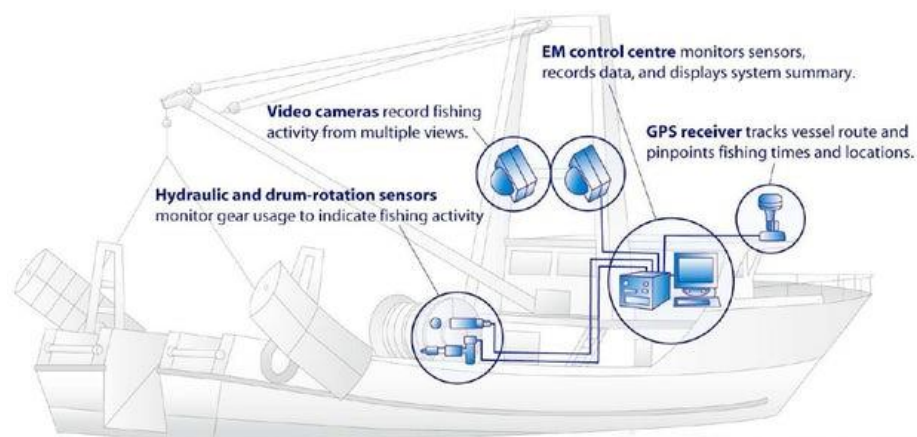 EM control centre monitors sensors,
records data, and displays system summary.
Video cameras record fishing
activity from multiple views.
GPS receiver tracks vessel route and
pinpoints fishing times and locations.
Hydraulic and drum-rotation sensors
monitor gear usage to indicate fishing activity